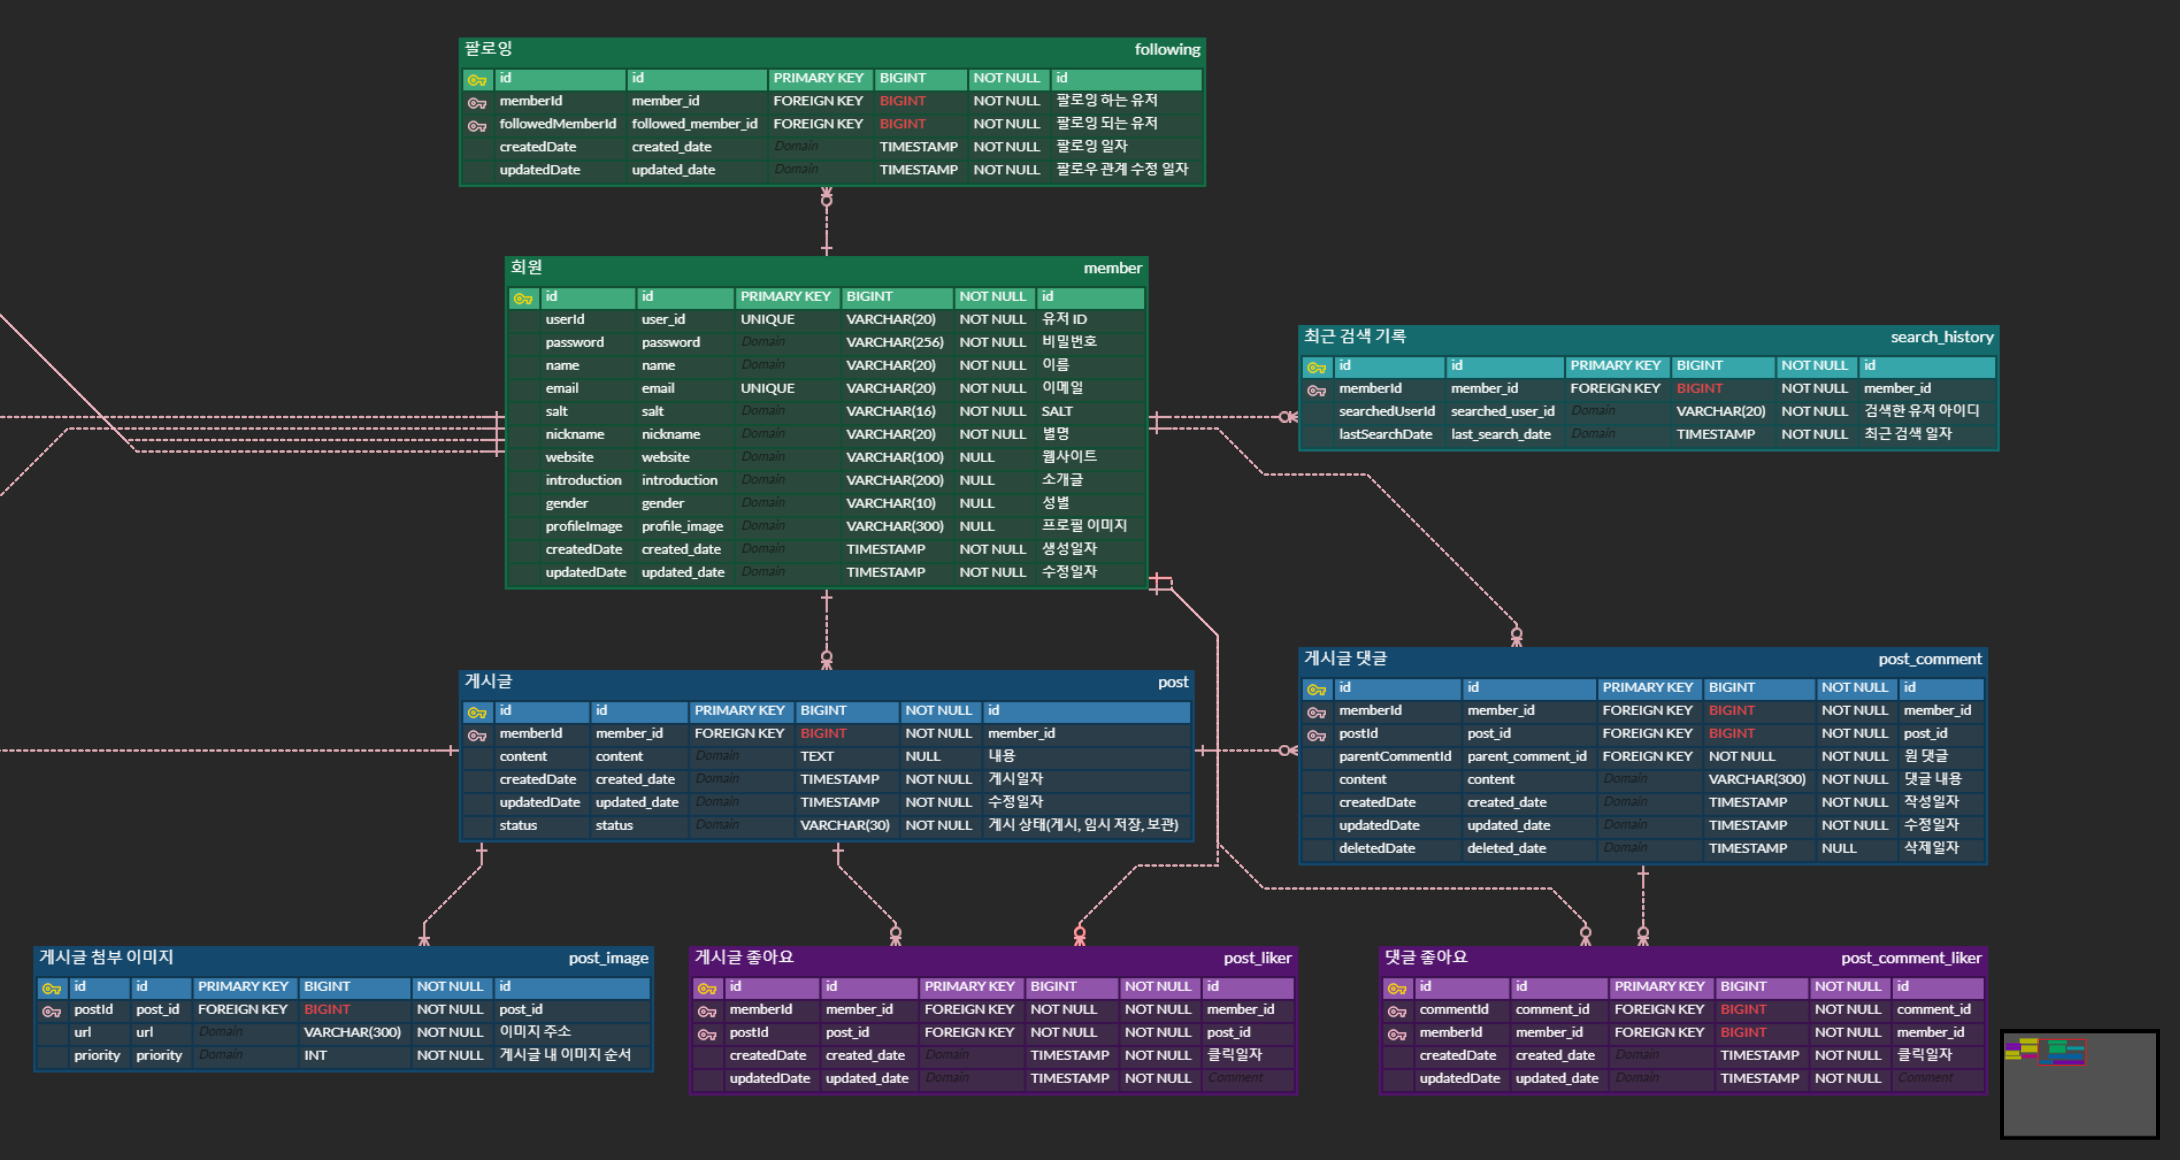 팔로잉 following
id id PRIMARY KEY BIGINT NOT NULL id
memberId member_id FOREIGN KEY BIGINT NOT NULL 팔로잉 하는 유저
followedMemberId followed_member_id FOREIGN KEY BIGINT NOT NULL 팔로잉 되는 유저
createdDate created_date Domain TIMESTAMP NOT NULL 팔로잉 일자
updatedDate updated_date Domain TIMESTAMP NOT NULL 팔로우 관계 수정 일자
회원 member
id id PRIMARY KEY BIGINT NOT NULL id
userId user_id UNIQUE VARCHAR(20) NOT NULL 유저 ID
password password Domain VARCHAR(256) NOT NULL 비밀번호
name name Domain VARCHAR(20) NOT NULL 이름
email email UNIQUE VARCHAR(20) NOT NULL 이메일
salt salt Domain VARCHAR(16) NOT NULL SALT
nickname nickname Domain VARCHAR(20) NOT NULL 별명
website website Domain VARCHAR(100) NULL 웹사이트
introduction introduction Domain VARCHAR(200) NULL 소개글
gender gender Domain VARCHAR(10) NULL 성별
profileImage profile_image Domain VARCHAR(300) NULL 프로필 이미지
createdDate created_date Domain TIMESTAMP NOT NULL 생성일자
updatedDate updated_date Domain TIMESTAMP NOT NULL 수정일자
최근 검색 기록 search_history
id id PRIMARY KEY BIGINT NOT NULL id
memberId member_id FOREIGN KEY BIGINT NOT NULL member_id
searchedUserId searched_user_id Domain VARCHAR(20) NOT NULL 검색한 유저 아이디
lastSearchDate last_search_date Domain TIMESTAMP NOT NULL 최근 검색 일자
게시글 post
id id PRIMARY KEY BIGINT NOT NULL id
memberId member_id FOREIGN KEY BIGINT NOT NULL member_id
content content Domain TEXT NULL 내용
createdDate created_date Domain TIMESTAMP NOT NULL 게시일자
updatedDate updated_date Domain TIMESTAMP NOT NULL 수정일자
status status Domain VARCHAR(30) NOT NULL 게시 상태(게시, 임시 저장, 보관)
게시글 댓글 post_comment
id id PRIMARY KEY BIGINT NOT NULL id
memberId member_id FOREIGN KEY BIGINT NOT NULL member_id
postId post_id FOREIGN KEY BIGINT NOT NULL post_id
parentCommentId parent_comment_id FOREIGN KEY NOT NULL NOT NULL 원 댓글
content content Domain VARCHAR(300) NOT NULL 댓글 내용
createdDate created_date Domain TIMESTAMP NOT NULL 작성일자
updatedDate updated_date Domain TIMESTAMP NOT NULL 수정일자
deletedDate deleted_date Domain TIMESTAMP NULL 삭제일자
게시글 첨부 이미지 post_image
id id PRIMARY KEY BIGINT NOT NULL id
postId post_id FOREIGN KEY BIGINT NOT NULL post_id
url url Domain VARCHAR(300) NOT NULL 이미지 주소
priority priority Domain INT NOT NULL 게시글 내 이미지 순서
게시글 좋아요 post_liker
id id PRIMARY KEY BIGINT NOT NULL id
memberId member_id FOREIGN KEY NOT NULL NOT NULL member_id
postId post_id FOREIGN KEY NOT NULL NOT NULL post_id
createdDate created_date Domain TIMESTAMP NOT NULL 클릭일자
updatedDate updated_date Domain TIMESTAMP NOT NULL Comment
댓글 좋아요 post_comment_liker
id id PRIMARY KEY BIGINT NOT NULL id
commentId comment_id FOREIGN KEY BIGINT NOT NULL comment_id
memberId member_id FOREIGN KEY BIGINT NOT NULL member_id
createdDate created_date Domain TIMESTAMP NOT NULL 클릭일자
updatedDate updated_date Domain TIMESTAMP NOT NULL Comment